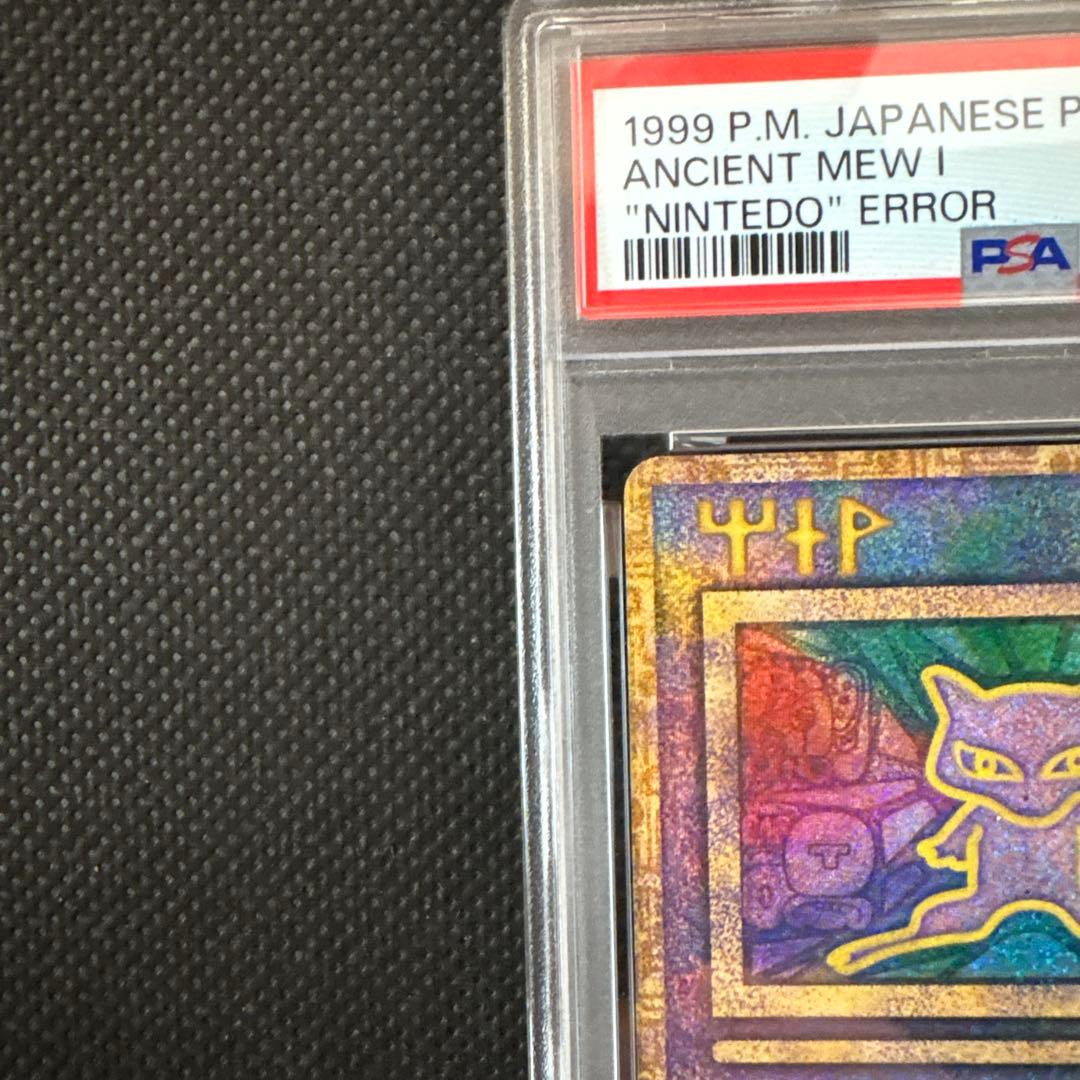 1999 P.M. JAPANESE P
ANCIENT MEW I
"NINTEDO" ERROR
PSA